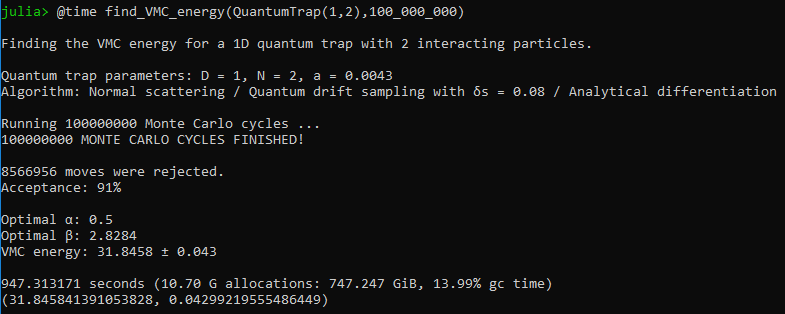 julia> @time find_VMC_energy(QuantumTrap(1,2),100_000_000)
Finding the VMC energy for a 1D quantum trap with 2 interacting particles.
Quantum trap parameters: D = 1, N = 2, a = 0.0043
Algorithm: Normal scattering / Quantum drift sampling with δs = 0.08 / Analytical differentiation
Running 100000000 Monte Carlo cycles ...
100000000 MONTE CARLO CYCLES FINISHED!
8566956 moves were rejected.
Acceptance: 91%
Optimal α: 0.5
Optimal β: 2.8284
VMC energy: 31.8458 ± 0.043
947.313171 seconds (10.70 G allocations: 747.247 GiB, 13.99% gc time)
(31.845841391053828, 0.04299219555486449)